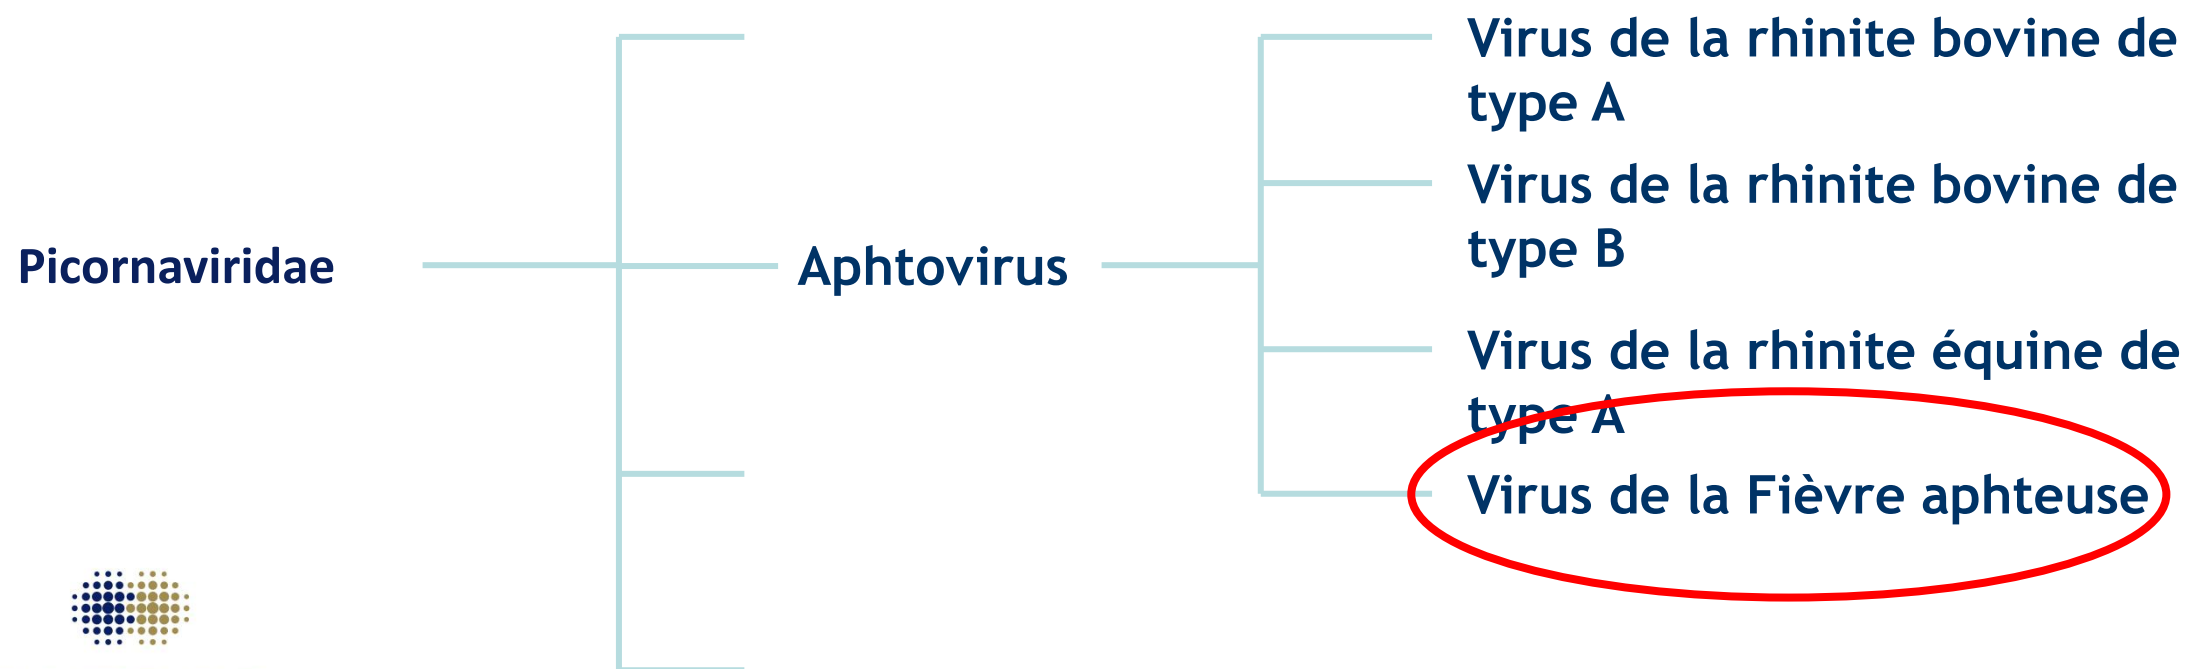 Picornaviridae
Aphtovirus
Virus de la rhinite bovine de
type A
Virus de la rhinite bovine de
type B
Virus de la rhinite équine de
type A
Virus de la Fièvre aphteuse